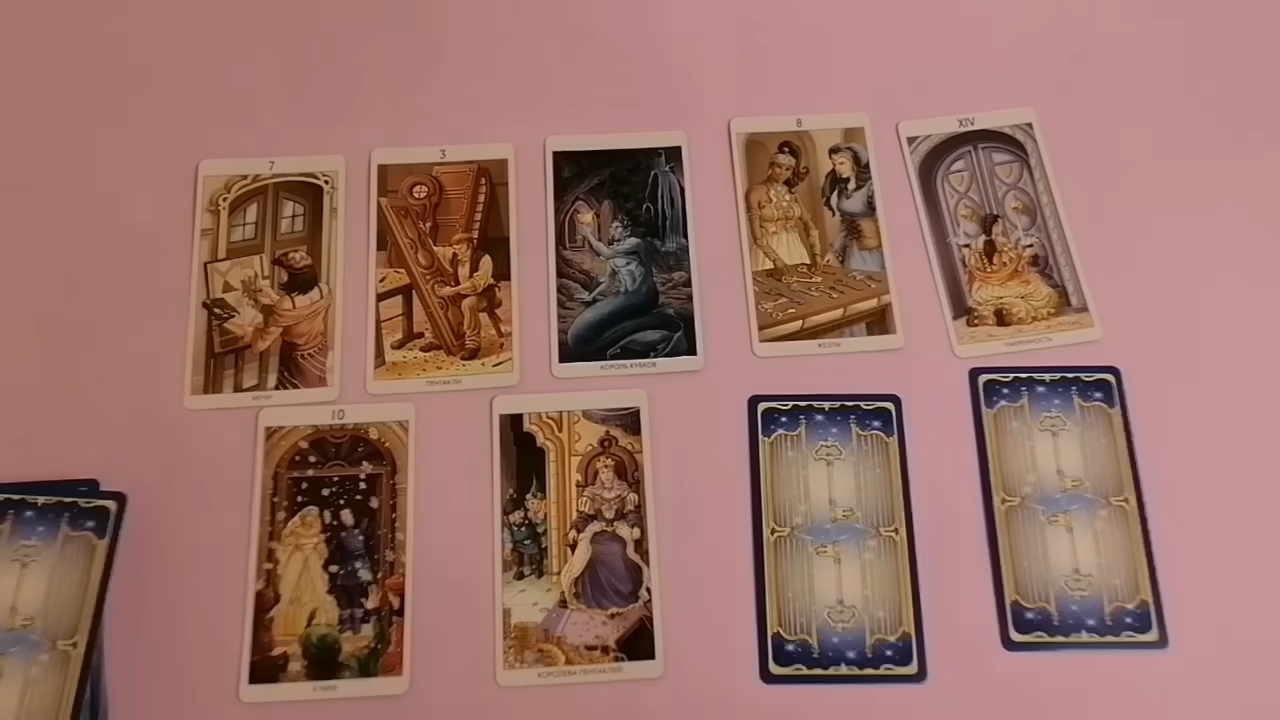 7
МЕЧИ
3
ПЕНТАКЛИ
КОРОЛЬ КУБКОВ
8
ЖЕЗЛЫ
XIV
УМЕРЕННОСТЬ
10
КУБКИ
КОРОЛЕВА ПЕНТАКЛЕЙ